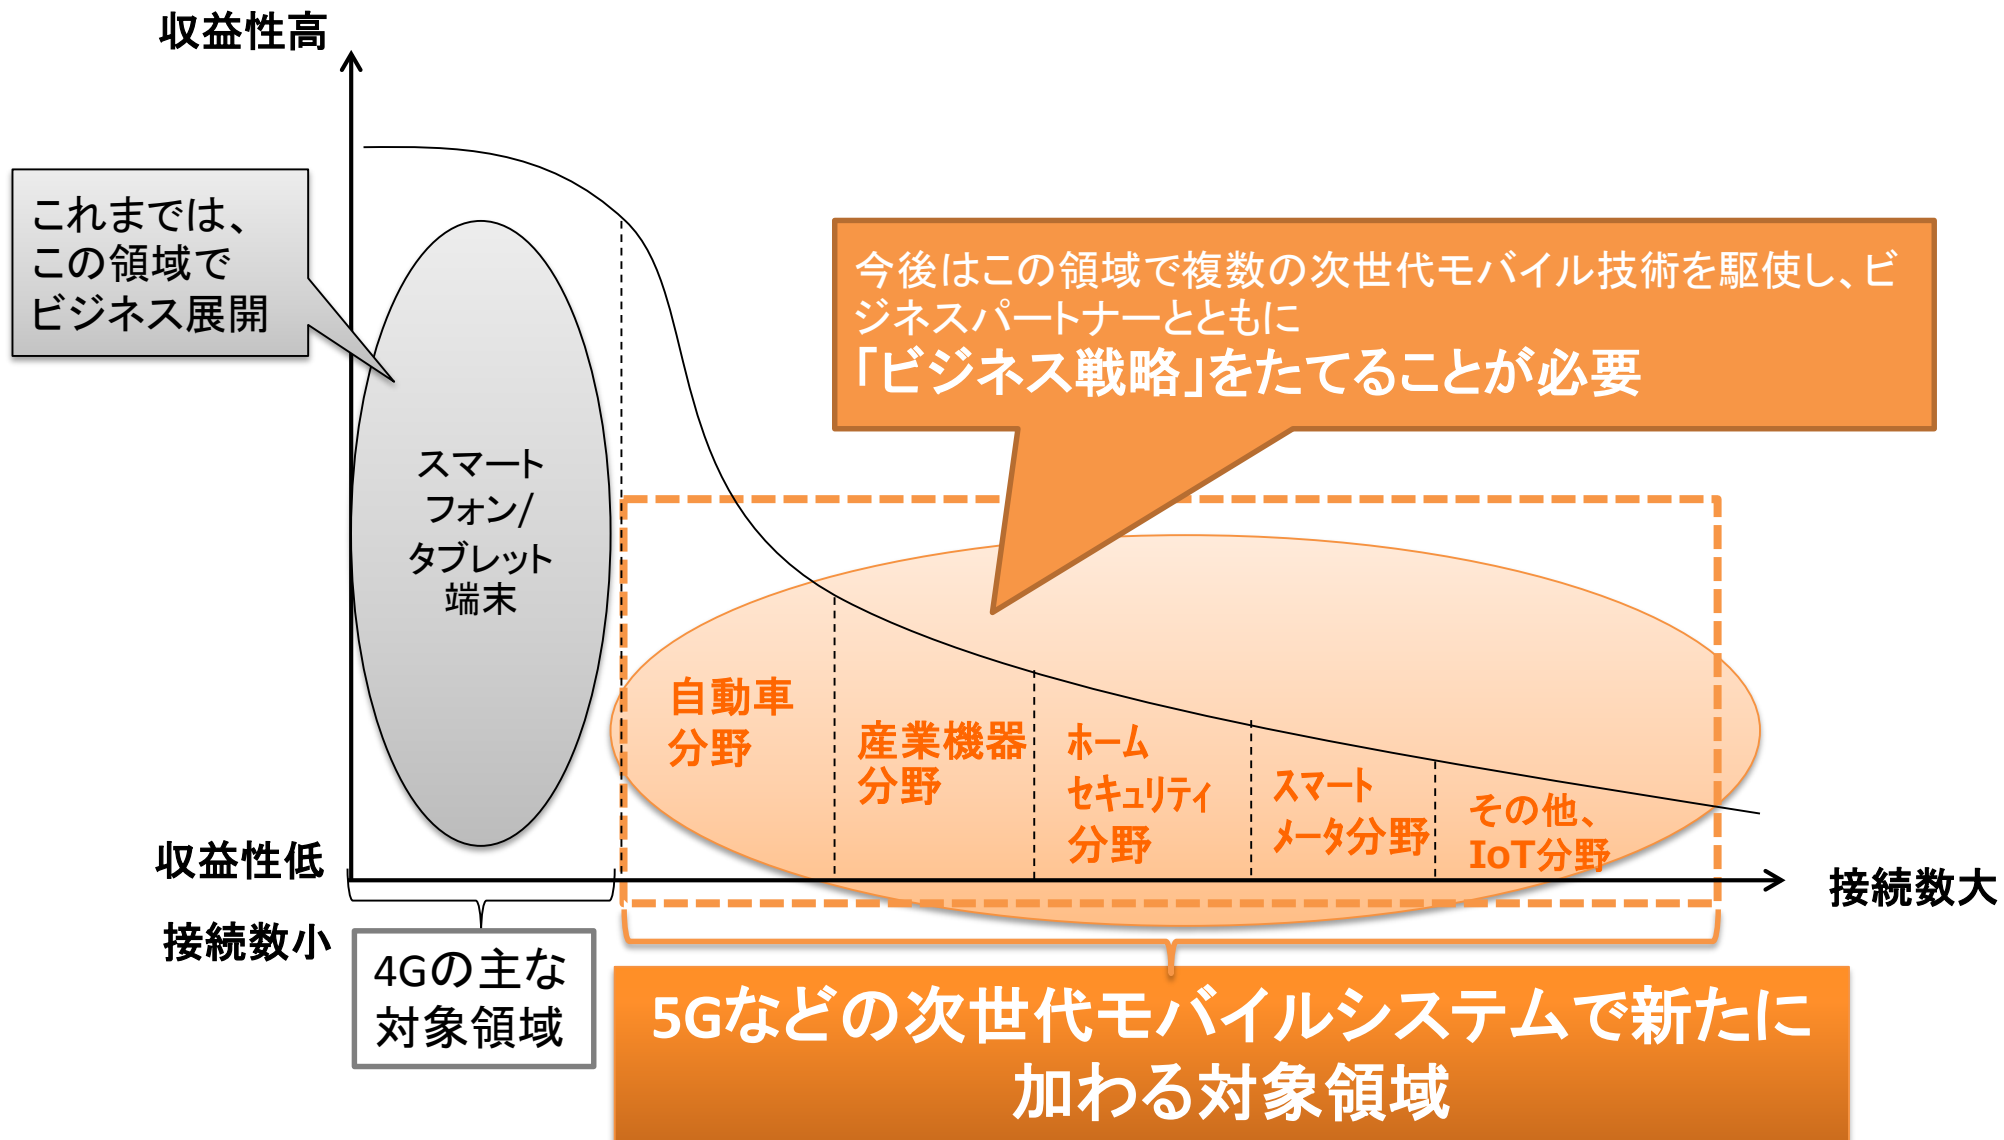 収益性高
これまでは、
この領域で
ビジネス展開
今後はこの領域で複数の次世代モバイル技術を駆使し、ビ
ジネスパートナーとともに
「ビジネス戦略」をたてることが必要
スマート
フォン/
タブレット
端末
自動車
分野
産業機器
分野
ホーム
セキュリティ
分野
スマート
メータ分野
その他、
IoT分野
収益性低
接続数大
接続数小
4Gの主な
対象領域
5Gなどの次世代モバイルシステムで新たに
加わる対象領域